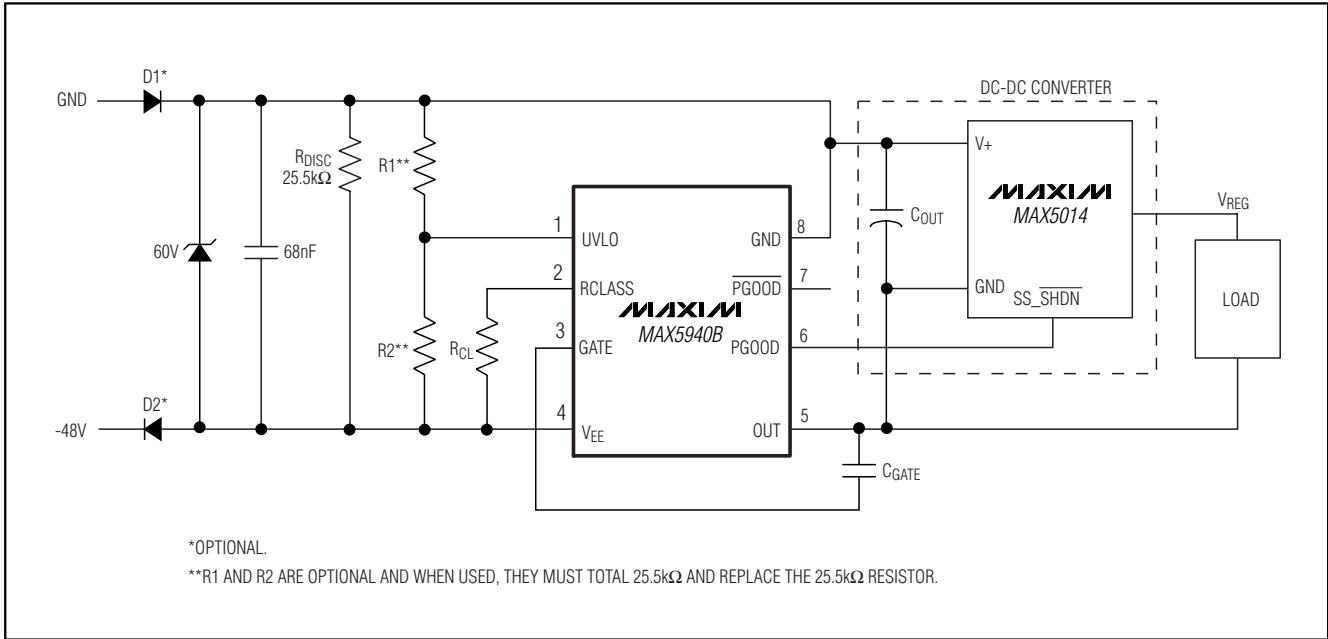 D1*
GND
DC-DC CONVERTER
RDISC
25.5kΩ
R1**
V+
MAXIM
MAX5014
VREG
COUT
1
UVLO
GND
8
60V
68nF
2
RCLASS
PGOOD
7
GND
SS_SHDN
LOAD
MAXIM
MAX5940B
R2**
RCL
3
GATE
PGOOD
6
D2*
-48V
4
VEE
OUT
5
CGATE
*OPTIONAL.
**R1 AND R2 ARE OPTIONAL AND WHEN USED, THEY MUST TOTAL 25.5kΩ AND REPLACE THE 25.5kΩ RESISTOR.